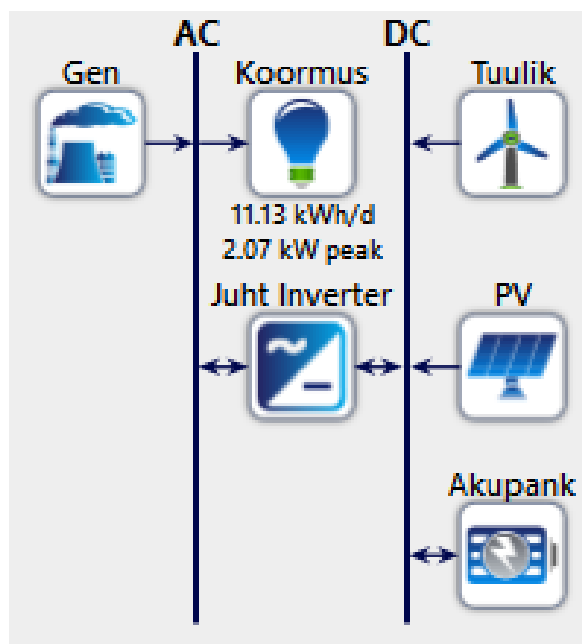 AC
DC
Gen
Koormus
Tuulik
11.13 kWh/d
2.07 kW peak
Juht Inverter
PV
Akupank